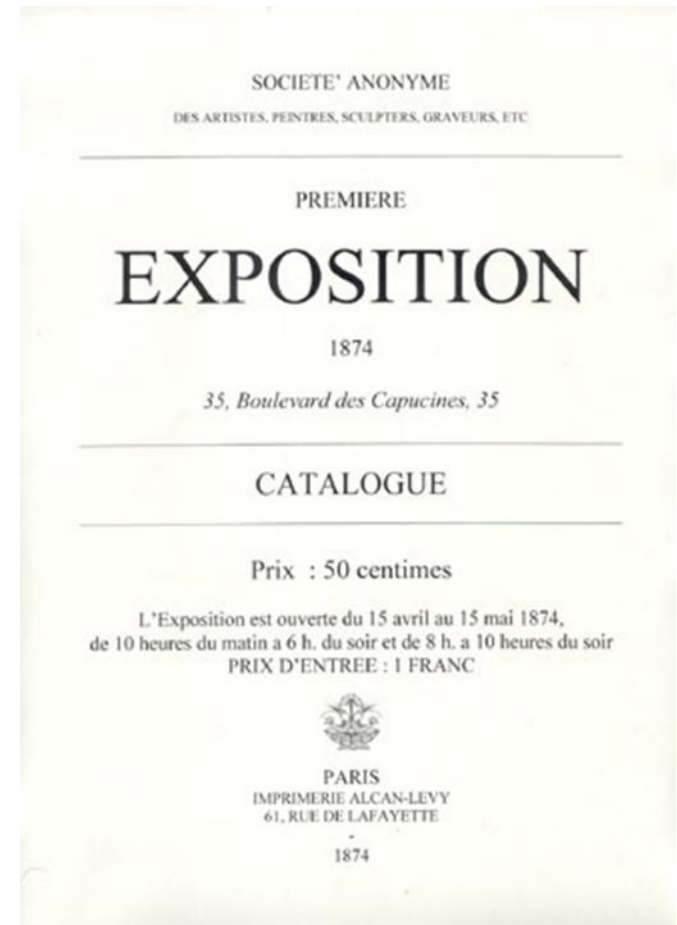 SOCIETE' ANONYME
DES ARTISTES, PEINTRES, SCULPTERS, GRAVEURS, ETC
PREMIERE
EXPOSITION
1874
35, Boulevard des Capucines, 35
CATALOGUE
Prix : 50 centimes
L'Exposition est ouverte du 15 avril au 15 mai 1874,
de 10 heures du matin a 6 h. du soir et de 8 h. a 10 heures du soir
PRIX D'ENTREE : 1 FRANC
PARIS
IMPRIMERIE ALCAN-LEVY
61, RUE DE LAFAYETTE
-
1874